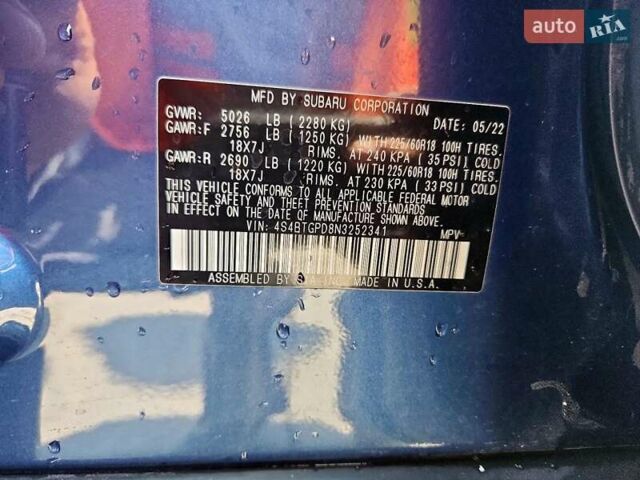 auto RIA
.com
MFD BY SUBARU CORPORATION
GVWR: 5026 LB ( 2280 KG) DATE: 05/22
GAWR:F 2756 LB ( 1250 KG) WITH 225/60R18 100H TIRES,
18X7J RIMS, AT 240 KPA ( 35 PSI) COLD
GAWR:R 2690 LB ( 1220 KG) WITH 225/60R18 100H TIRES,
18X7J RIMS, AT 230 KPA ( 33 PSI) COLD
THIS VEHICLE CONFORMS TO ALL APPLICABLE FEDERAL MOTOR
VEHICLE SAFETY AND THEFT PREVENTION STANDARDS
IN EFFECT ON THE DATE OF MANUFACTURE SHOWN ABOVE.
VIN: 4S4BTGPD8N3252341 MPV
ASSEMBLED BY MADE IN U.S.A.